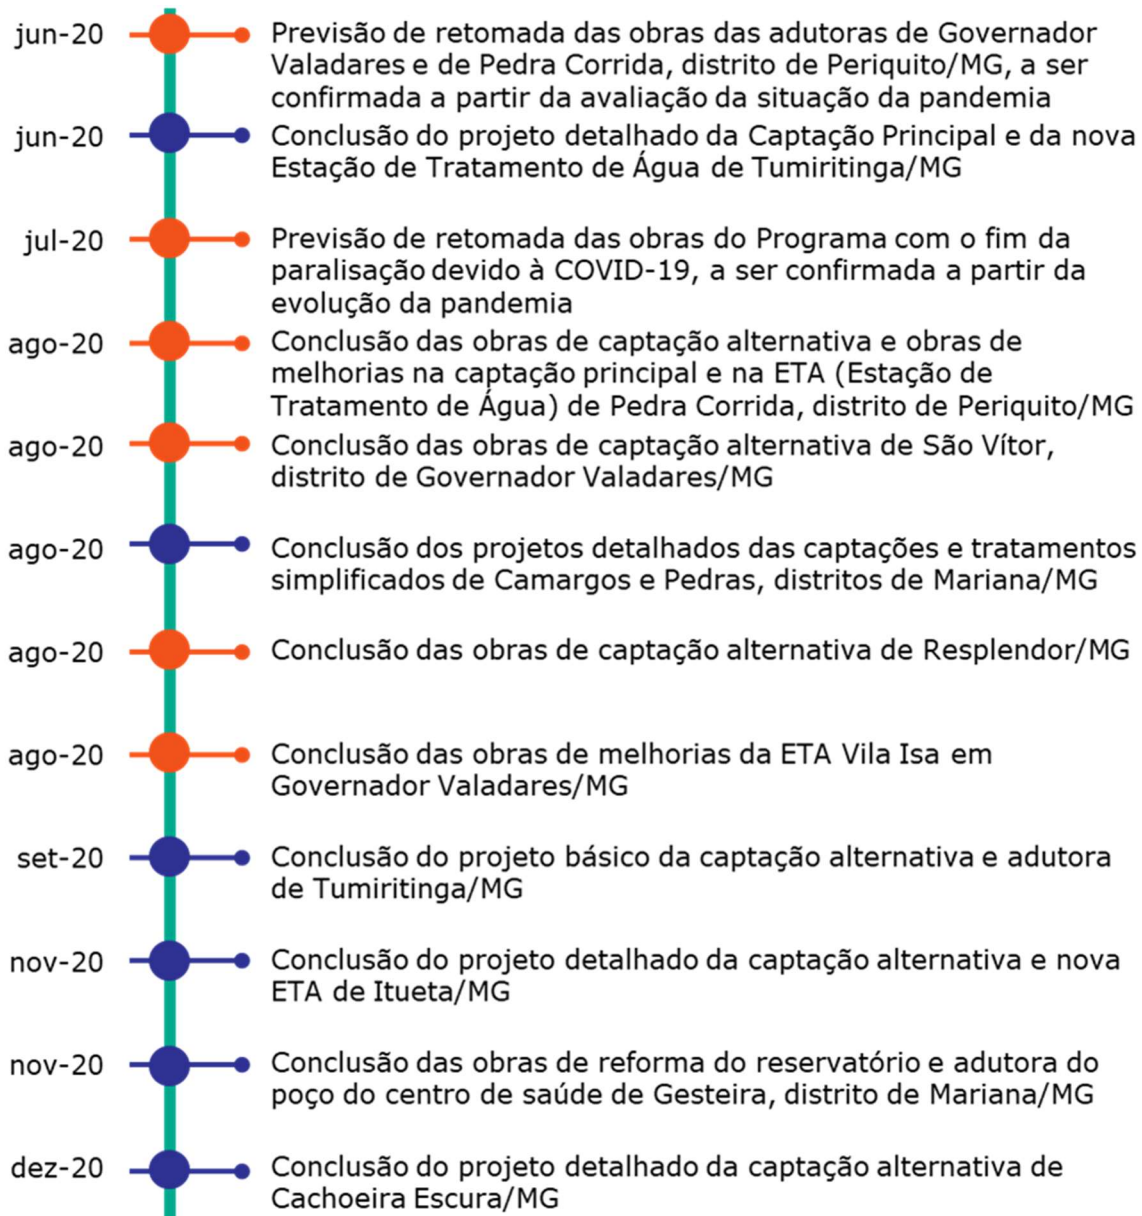 jun-20
Previsão de retomada das obras das adutoras de Governador
Valadares e de Pedra Corrida, distrito de Periquito/MG, a ser
confirmada a partir da avaliação da situação da pandemia
jun-20
Conclusão do projeto detalhado da Captação Principal e da nova
Estação de Tratamento de Água de Tumiritinga/MG
jul-20
Previsão de retomada das obras do Programa com o fim da
paralisação devido à COVID-19, a ser confirmada a partir da
evolução da pandemia
ago-20
Conclusão das obras de captação alternativa e obras de
melhorias na captação principal e na ETA (Estação de
Tratamento de Água) de Pedra Corrida, distrito de Periquito/MG
ago-20
Conclusão das obras de captação alternativa de São Vítor,
distrito de Governador Valadares/MG
ago-20
Conclusão dos projetos detalhados das captações e tratamentos
simplificados de Camargos e Pedras, distritos de Mariana/MG
ago-20
Conclusão das obras de captação alternativa de Resplendor/MG
ago-20
Conclusão das obras de melhorias da ETA Vila Isa em
Governador Valadares/MG
set-20
Conclusão do projeto básico da captação alternativa e adutora
de Tumiritinga/MG
nov-20
Conclusão do projeto detalhado da captação alternativa e nova
ETA de Itueta/MG
nov-20
Conclusão das obras de reforma do reservatório e adutora do
poço do centro de saúde de Gesteira, distrito de Mariana/MG
dez-20
Conclusão do projeto detalhado da captação alternativa de
Cachoeira Escura/MG